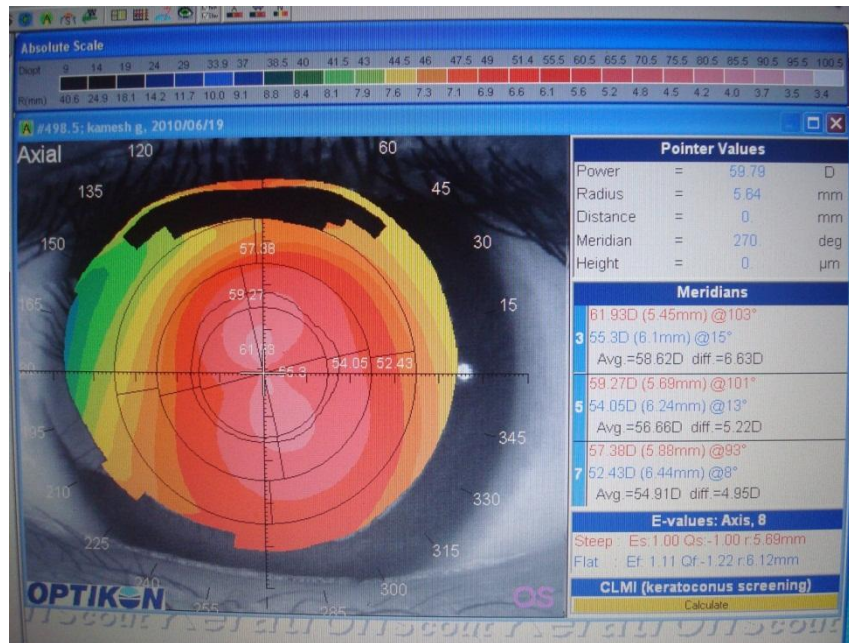 Absolute Scale
Diopt 9 14 19 24 29 33.9 37 38.5 40 41.5 43 44.5 46 47.5 49 51.4 55.5 60.5 65.5 70.5 75.5 80.5 85.5 90.5 95.5 100.5
R(mm) 40.6 24.9 18.1 14.2 11.7 10.0 9.1 8.8 8.4 8.1 7.9 7.6 7.3 7.1 6.9 6.6 6.1 5.6 5.2 4.8 4.5 4.2 4.0 3.7 3.5 3.4
#498.5; kamesh g, 2010/06/19
Axial
120
60
135
45
150
30
165
15
57.38
59.27
54.05 52.43
55.3
195
345
210
330
225
315
240
300
255
285
OPTIKON
OS
Pointer Values
Power = 59.79 D
Radius = 5.64 mm
Distance = 0. mm
Meridian = 270. deg
Height = 0 µm
Meridians
61.93D (5.45mm) @103°
3 55.3D (6.1mm) @15°
Avg.=58.62D diff.=6.63D
59.27D (5.69mm) @101°
5 54.05D (6.24mm) @13°
Avg.=56.66D diff.=5.22D
57.38D (5.88mm) @93°
7 52.43D (6.44mm) @8°
Avg.=54.91D diff.=4.95D
E-values: Axis, 8
Steep : Es:1.00 Qs:-1.00 r:5.69mm
Flat : Ef: 1.11 Qf:-1.22 r:6.12mm
CLMI (keratoconus screening)
Calculate